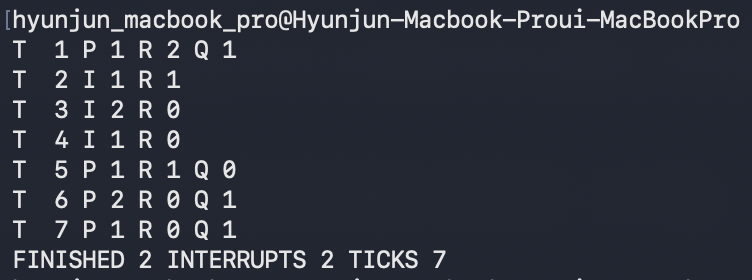 [hyunjun_macbook_pro@Hyunjun-Macbook-Proui-MacBookPro
T  1 P 1 R 2 Q 1
T  2 I 1 R 1
T  3 I 2 R 0
T  4 I 1 R 0
T  5 P 1 R 1 Q 0
T  6 P 2 R 0 Q 1
T  7 P 1 R 0 Q 1
FINISHED 2 INTERRUPTS 2 TICKS 7